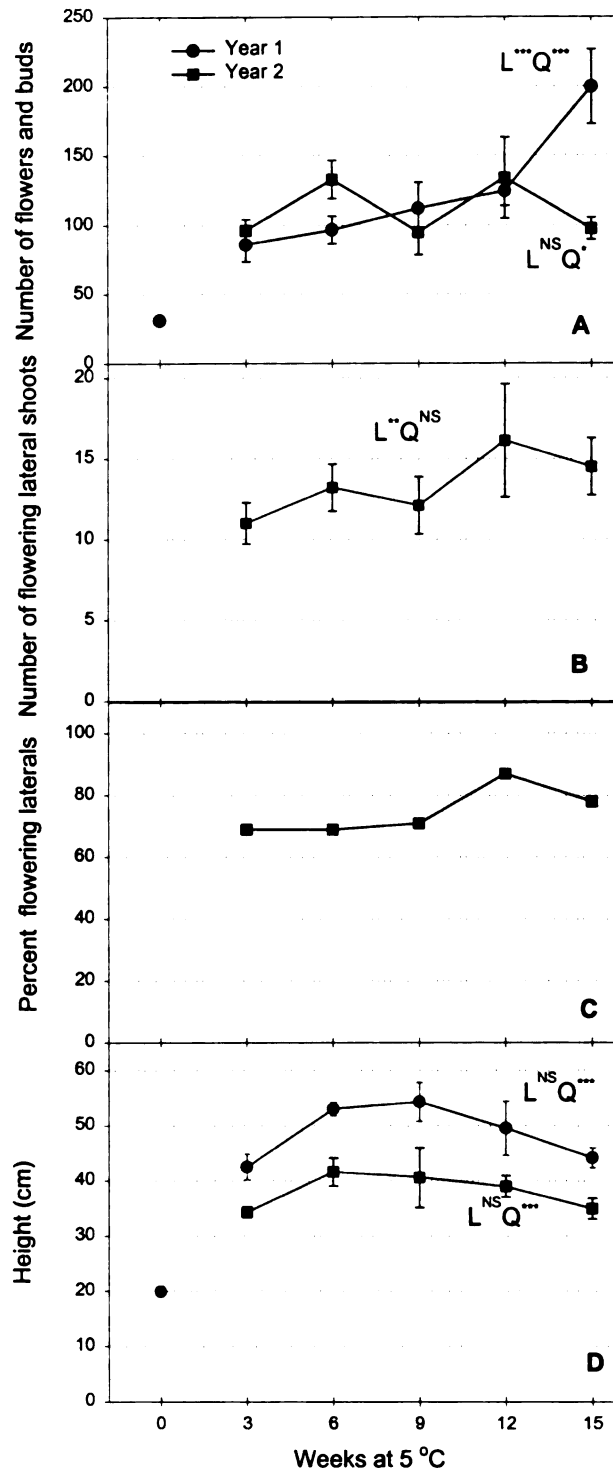 Number of flowers and buds
250
200
150
100
50
0
Year 1
Year 2
L***Q***
L^NS Q*
A
Number of flowering lateral shoots
20
15
10
5
0
L**Q^NS
B
Percent flowering laterals
100
80
60
40
20
0
C
Height (cm)
60
50
40
30
20
10
0
L^NS Q***
L^NS Q***
D
0 3 6 9 12 15
Weeks at 5 °C